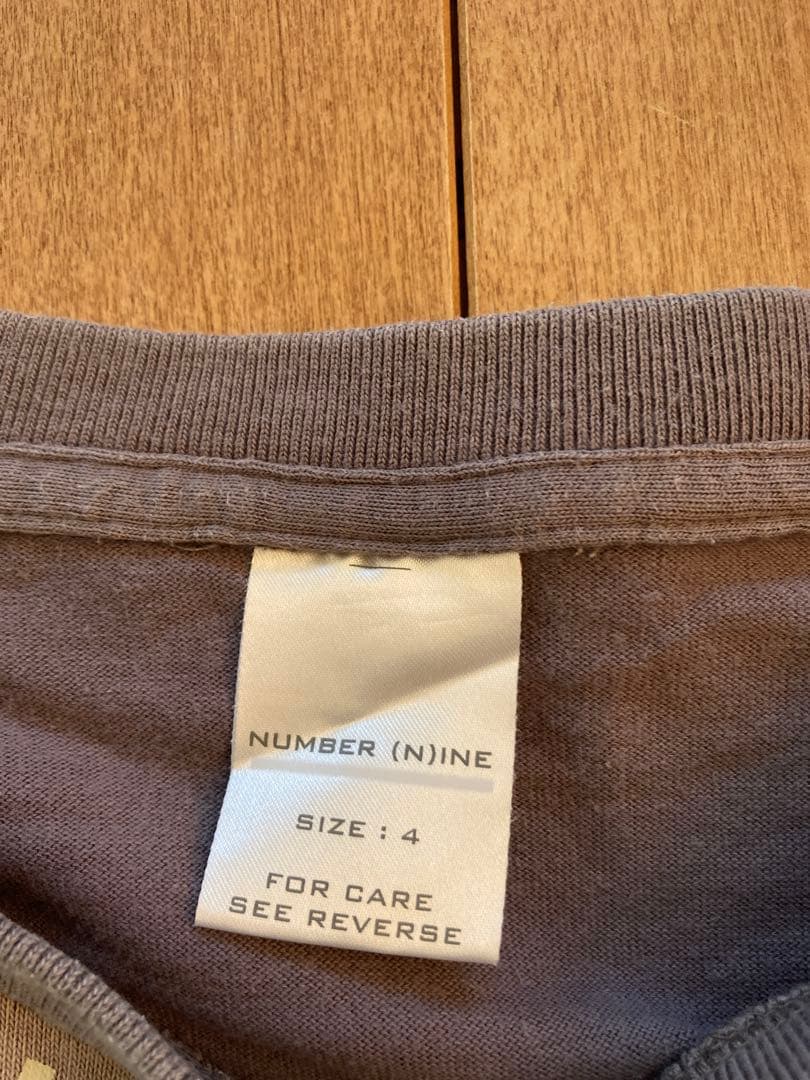 NUMBER (N)INE
SIZE : 4
FOR CARE
SEE REVERSE